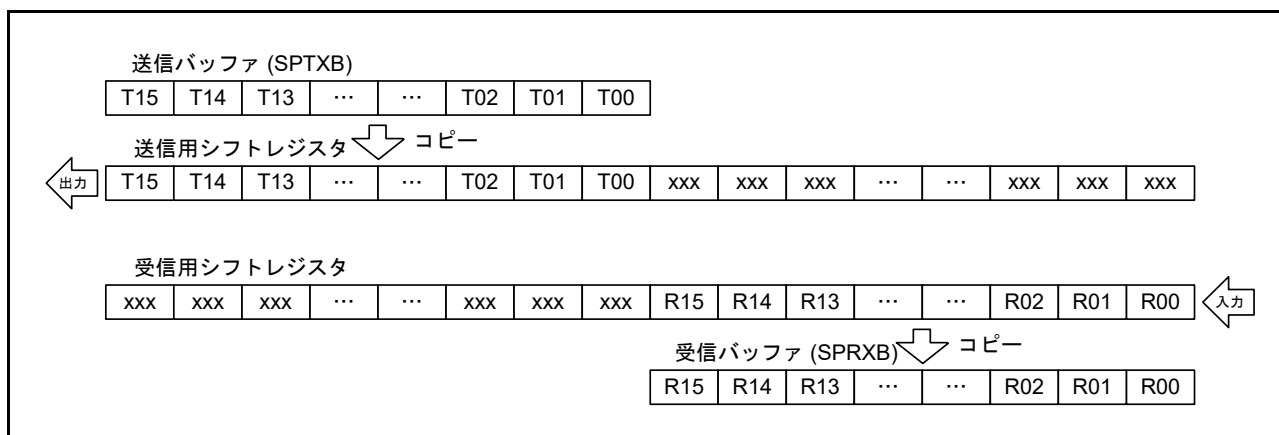 送信バッファ (SPTXB)
T15 T14 T13 … … T02 T01 T00
送信用シフトレジスタ コピー
出力 T15 T14 T13 … … T02 T01 T00 xxx xxx xxx … … xxx xxx xxx
受信用シフトレジスタ
xxx xxx xxx … … xxx xxx xxx R15 R14 R13 … … R02 R01 R00 入力
受信バッファ (SPRXB) コピー
R15 R14 R13 … … R02 R01 R00